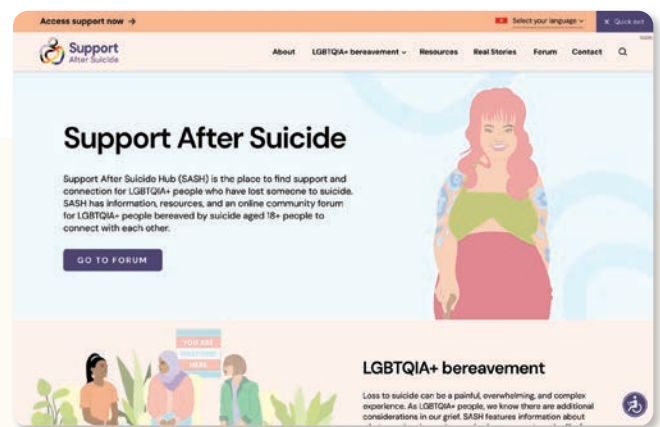 Access support now →
Select your language
X Quick exit
Support
After Suicide
About LGBTQIA+ bereavement Resources Real Stories Forum Contact
Support After Suicide
Support After Suicide Hub (SASH) is the place to find support and
connection for LGBTQIA+ people who have lost someone to suicide.
SASH has information, resources, and an online community forum
for LGBTQIA+ people bereaved by suicide aged 18+ people to
connect with each other.
GO TO FORUM
YOU ARE
HERE
LGBTQIA+ bereavement
Loss to suicide can be a painful, overwhelming, and complex
experience. As LGBTQIA+ people, we know there are additional
considerations in our grief. SASH features information about